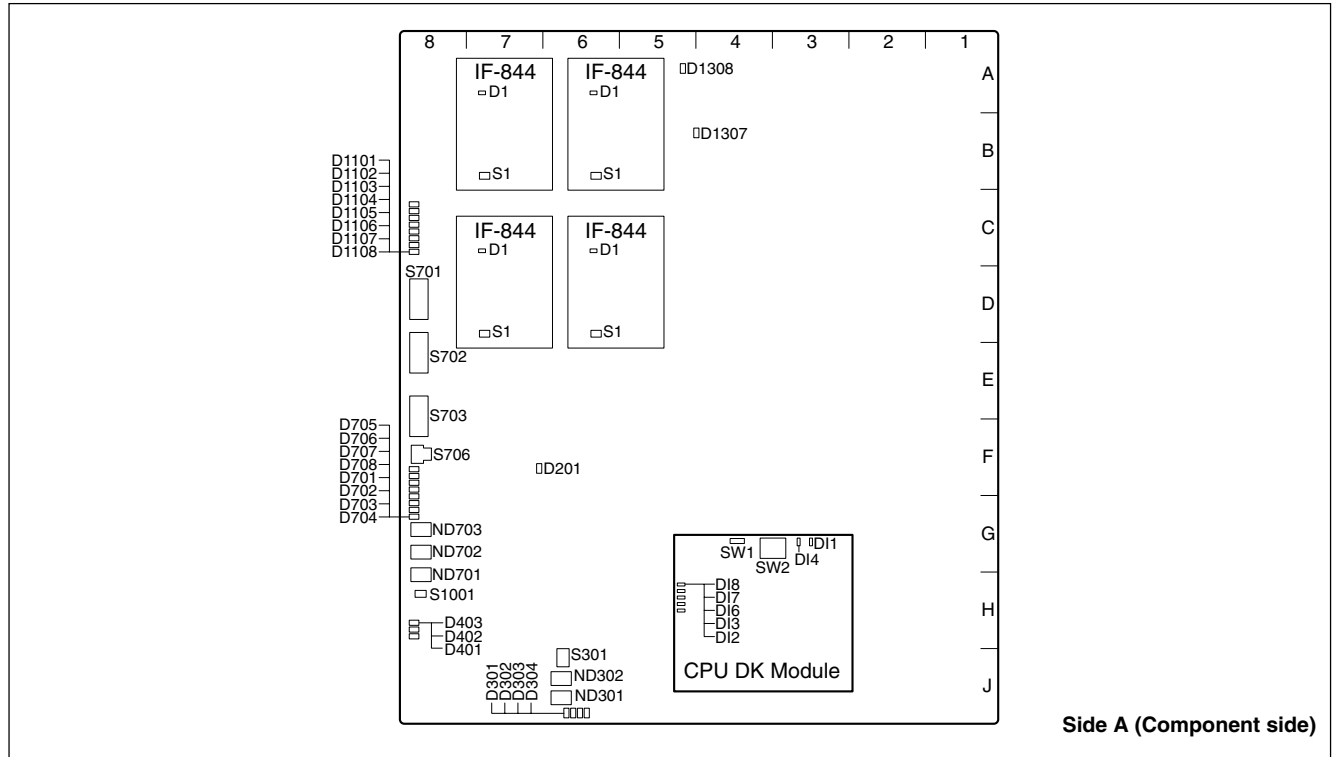 8 7 6 5 4 3 2 1
A
B
C
D
E
F
G
H
J
IF-844
D1
S1
IF-844
D1
S1
D1308
D1307
D1101
D1102
D1103
D1104
D1105
D1106
D1107
D1108
IF-844
D1
S1
IF-844
D1
S1
S701
S702
S703
D705
D706
D707
D708
D701
D702
D703
D704
S706
D201
ND703
ND702
ND701
S1001
D403
D402
D401
D301
D302
D303
D304
S301
ND302
ND301
SW1
SW2
DI4
DI1
DI8
DI7
DI6
DI3
DI2
CPU DK Module
Side A (Component side)